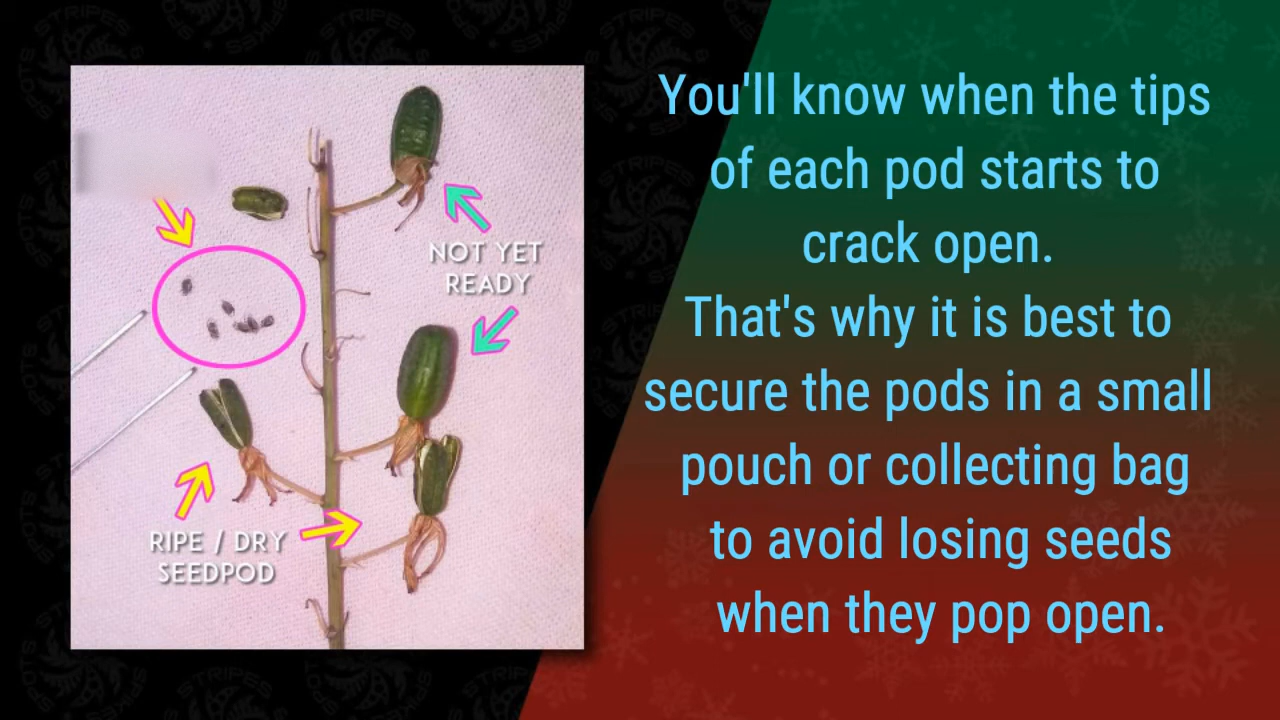 NOT YET
READY
RIPE / DRY
SEEDPOD
You'll know when the tips
of each pod starts to
crack open.
That's why it is best to
secure the pods in a small
pouch or collecting bag
to avoid losing seeds
when they pop open.